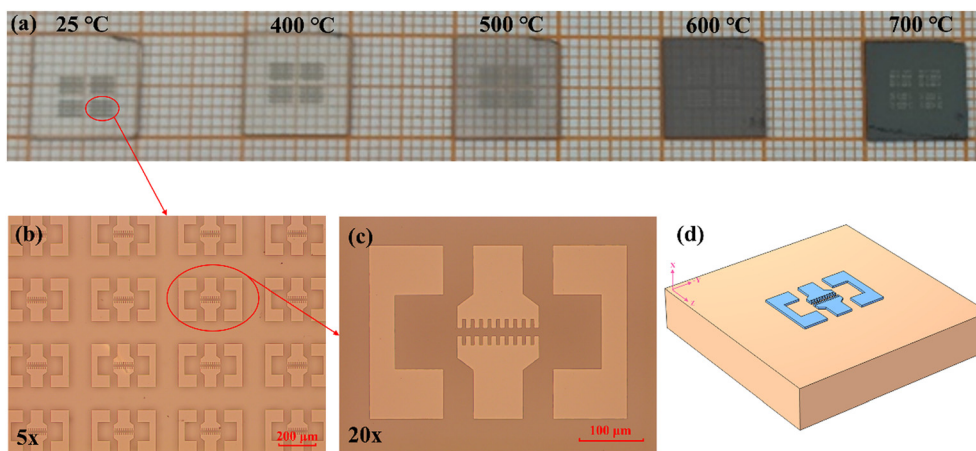 (a) 25 ℃ 400 ℃ 500 ℃ 600 ℃ 700 ℃
(b) (c) (d)
X
Y
Z
5x 200 μm 20x 100 μm